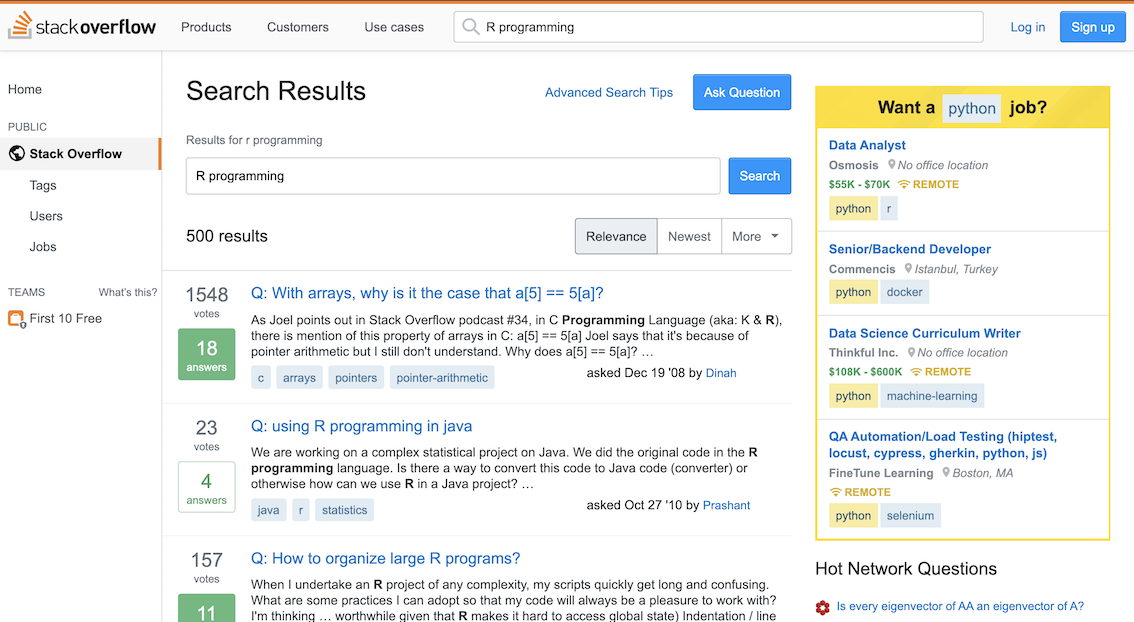 stackoverflow
Products
Customers
Use cases
R programming
Log in
Sign up
Home
PUBLIC
Stack Overflow
Tags
Users
Jobs
TEAMS
What's this?
First 10 Free
Search Results
Advanced Search Tips
Ask Question
Results for r programming
R programming
Search
500 results
Relevance
Newest
More
1548
votes
18
answers
Q: With arrays, why is it the case that a[5] == 5[a]?
As Joel points out in Stack Overflow podcast #34, in C Programming Language (aka: K & R),
there is mention of this property of arrays in C: a[5] == 5[a] Joel says that it's because of
pointer arithmetic but I still don't understand. Why does a[5] == 5[a]? …
c
arrays
pointers
pointer-arithmetic
asked Dec 19 '08 by Dinah
23
votes
4
answers
Q: using R programming in java
We are working on a complex statistical project on Java. We did the original code in the R
programming language. Is there a way to convert this code to Java code (converter) or
otherwise how can we use R in a Java project? …
java
r
statistics
asked Oct 27 '10 by Prashant
157
votes
11
Q: How to organize large R programs?
When I undertake an R project of any complexity, my scripts quickly get long and confusing.
What are some practices I can adopt so that my code will always be a pleasure to work with?
I'm thinking … worthwhile given that R makes it hard to access global state) Indentation / line
Want a python job?
Data Analyst
Osmosis No office location
$55K - $70K REMOTE
python
r
Senior/Backend Developer
Commencis Istanbul, Turkey
python
docker
Data Science Curriculum Writer
Thinkful Inc. No office location
$108K - $600K REMOTE
python
machine-learning
QA Automation/Load Testing (hiptest,
locust, cypress, gherkin, python, js)
FineTune Learning Boston, MA
REMOTE
python
selenium
Hot Network Questions
Is every eigenvector of AA an eigenvector of A?